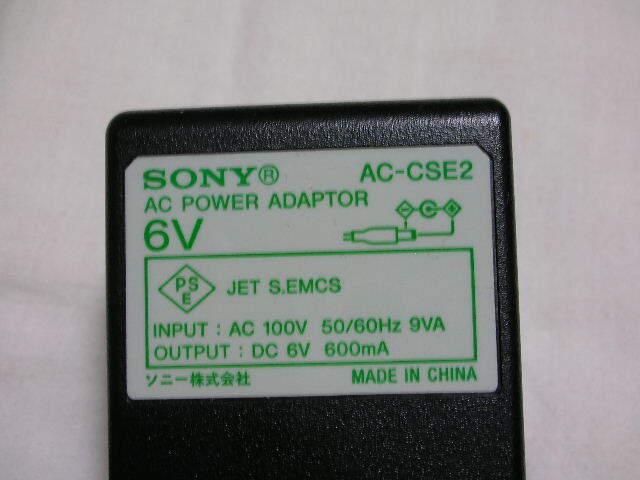 SONY® AC-CSE2
AC POWER ADAPTOR
6V
PSE JET S.EMCS
INPUT : AC 100V 50/60Hz 9VA
OUTPUT : DC 6V 600mA
ソニー株式会社 MADE IN CHINA